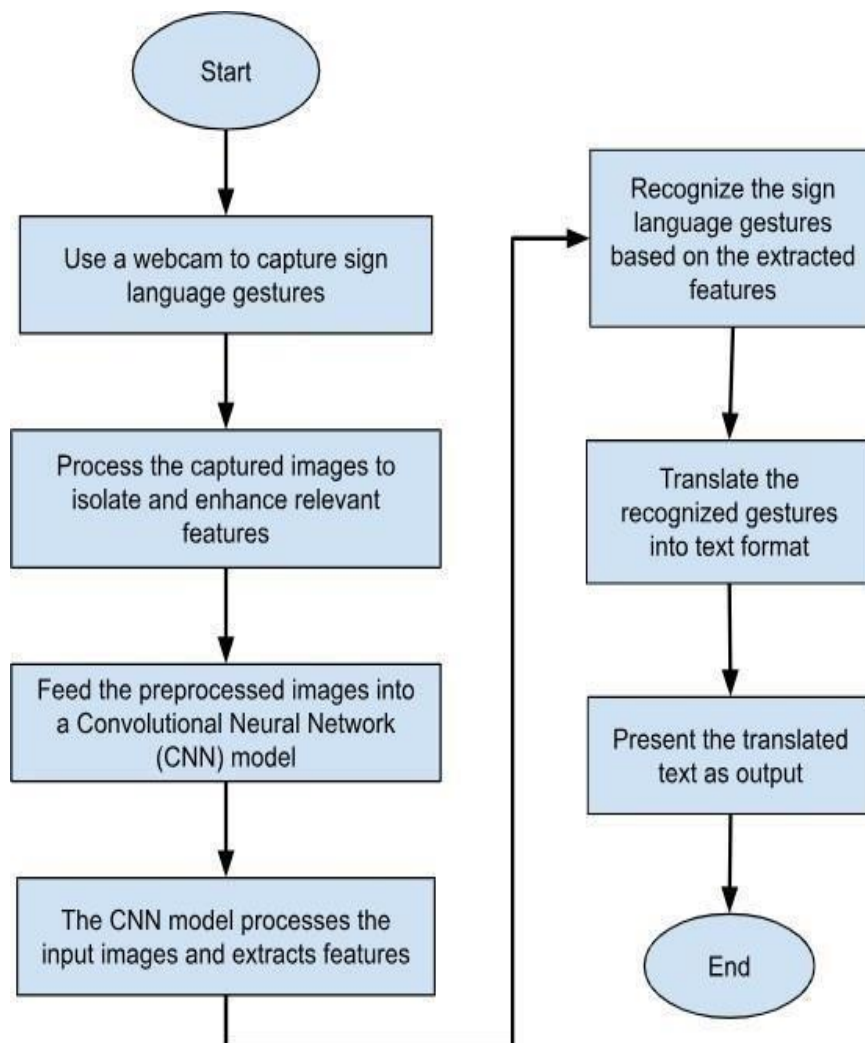 Start
Use a webcam to capture sign
language gestures
Process the captured images to
isolate and enhance relevant
features
Feed the preprocessed images into
a Convolutional Neural Network
(CNN) model
The CNN model processes the
input images and extracts features
Recognize the sign
language gestures
based on the extracted
features
Translate the
recognized gestures
into text format
Present the translated
text as output
End